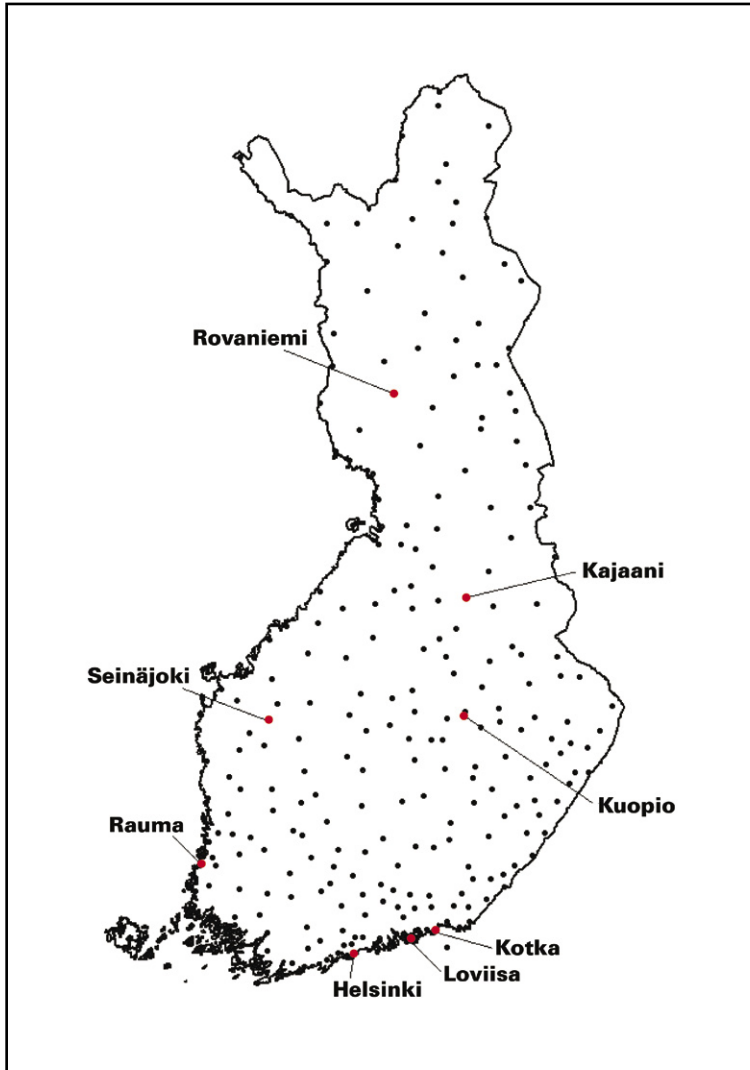 Rovaniemi
Kajaani
Seinäjoki
Kuopio
Rauma
Kotka
Loviisa
Helsinki